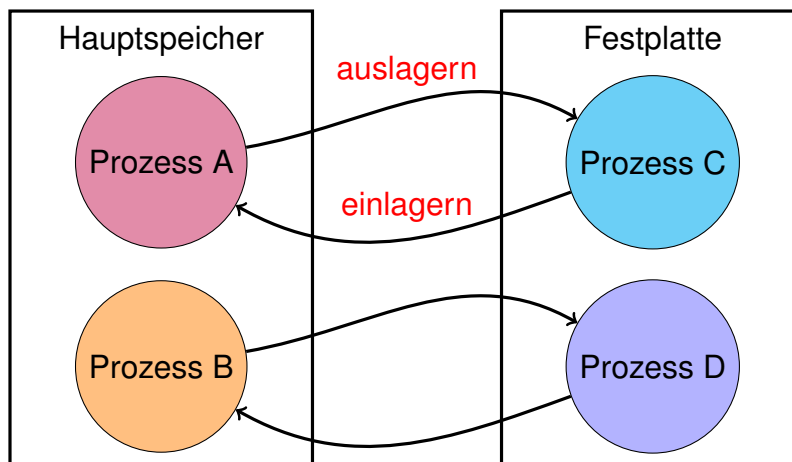 Hauptspeicher
Festplatte
auslagern
Prozess A
Prozess C
einlagern
Prozess B
Prozess D